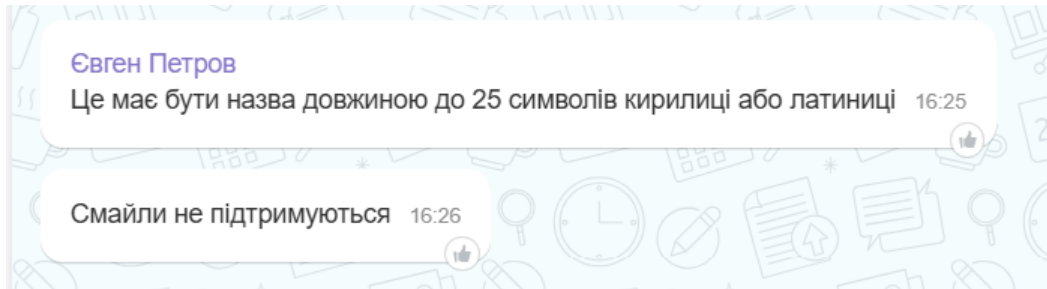 Євген Петров
Це має бути назва довжиною до 25 символів кирилиці або латиниці 16:25
Смайли не підтримуються 16:26